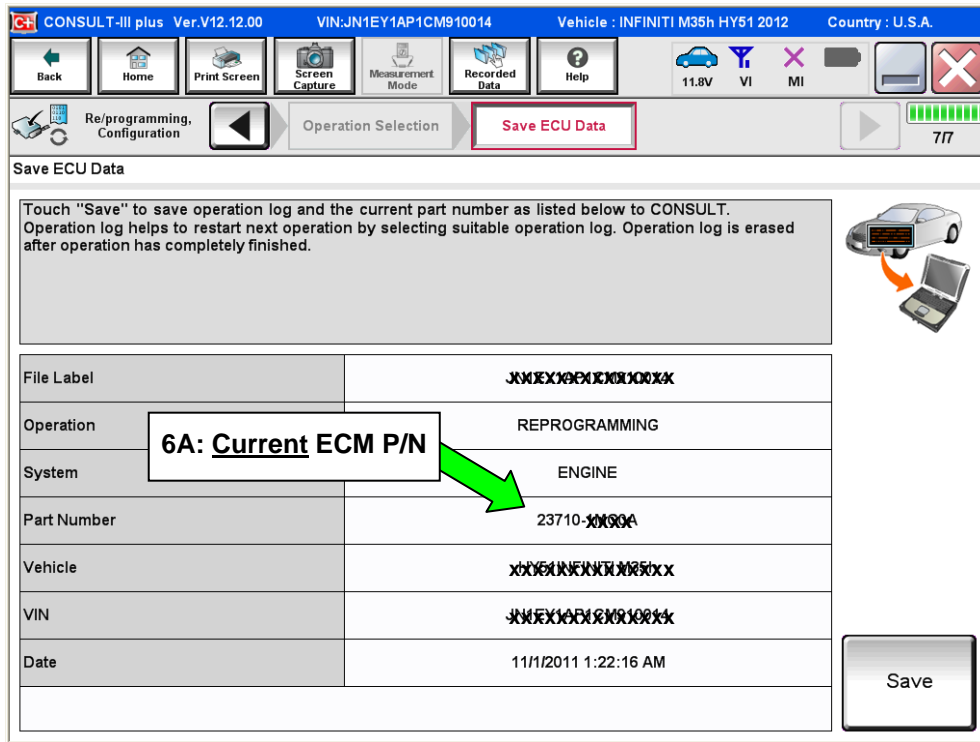 C+ CONSULT-III plus Ver.V12.12.00 VIN:JN1EY1AP1CM910014 Vehicle : INFINITI M35h HY51 2012 Country : U.S.A.
Back Home Print Screen Screen Capture Measurement Mode Recorded Data Help 11.8V VI MI
Re/programming, Configuration Operation Selection Save ECU Data 7/7
Save ECU Data
Touch "Save" to save operation log and the current part number as listed below to CONSULT.
Operation log helps to restart next operation by selecting suitable operation log. Operation log is erased
after operation has completely finished.
File Label
Operation REPROGRAMMING
6A: Current ECM P/N
System ENGINE
Part Number 23710-
Vehicle
VIN
Date 11/1/2011 1:22:16 AM
Save